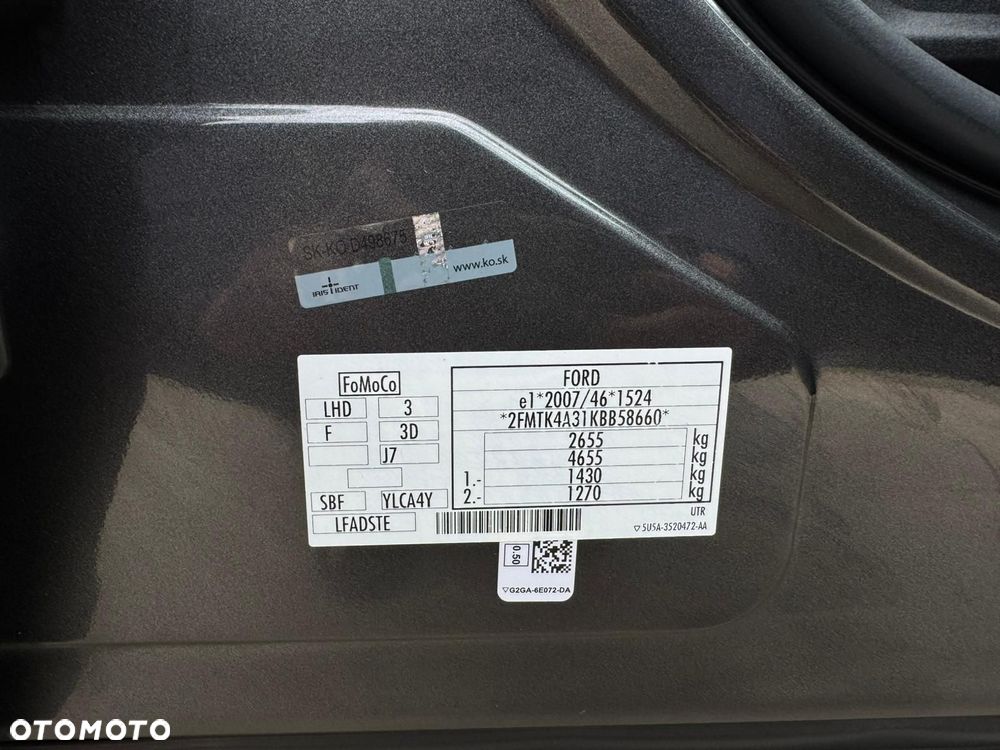 SK-KO D498675
IRIS IDENT
www.ko.sk
FoMoCo
LHD 3
F 3D
J7
SBF YLCA4Y
LFADSTE
FORD
e1*2007/46*1524
*2FMTK4A31KBB58660*
2655 kg
4655 kg
1.- 1430 kg
2.- 1270 kg
UTR
5U5A-3520472-AA
0.50
G2GA-6E072-DA
OTOMOTO